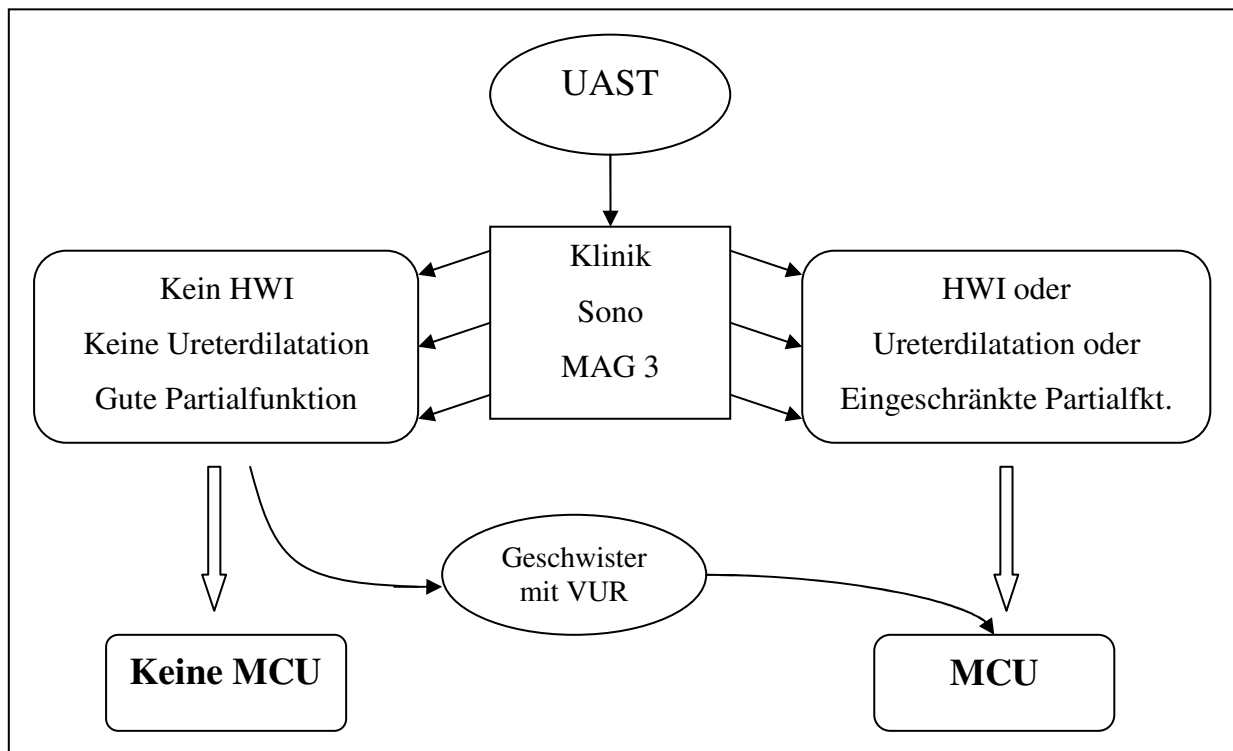 UAST
Klinik
Sono
MAG 3
Kein HWI
Keine Ureterdilatation
Gute Partialfunktion
HWI oder
Ureterdilatation oder
Eingeschränkte Partialfkt.
Geschwister
mit VUR
Keine MCU
MCU